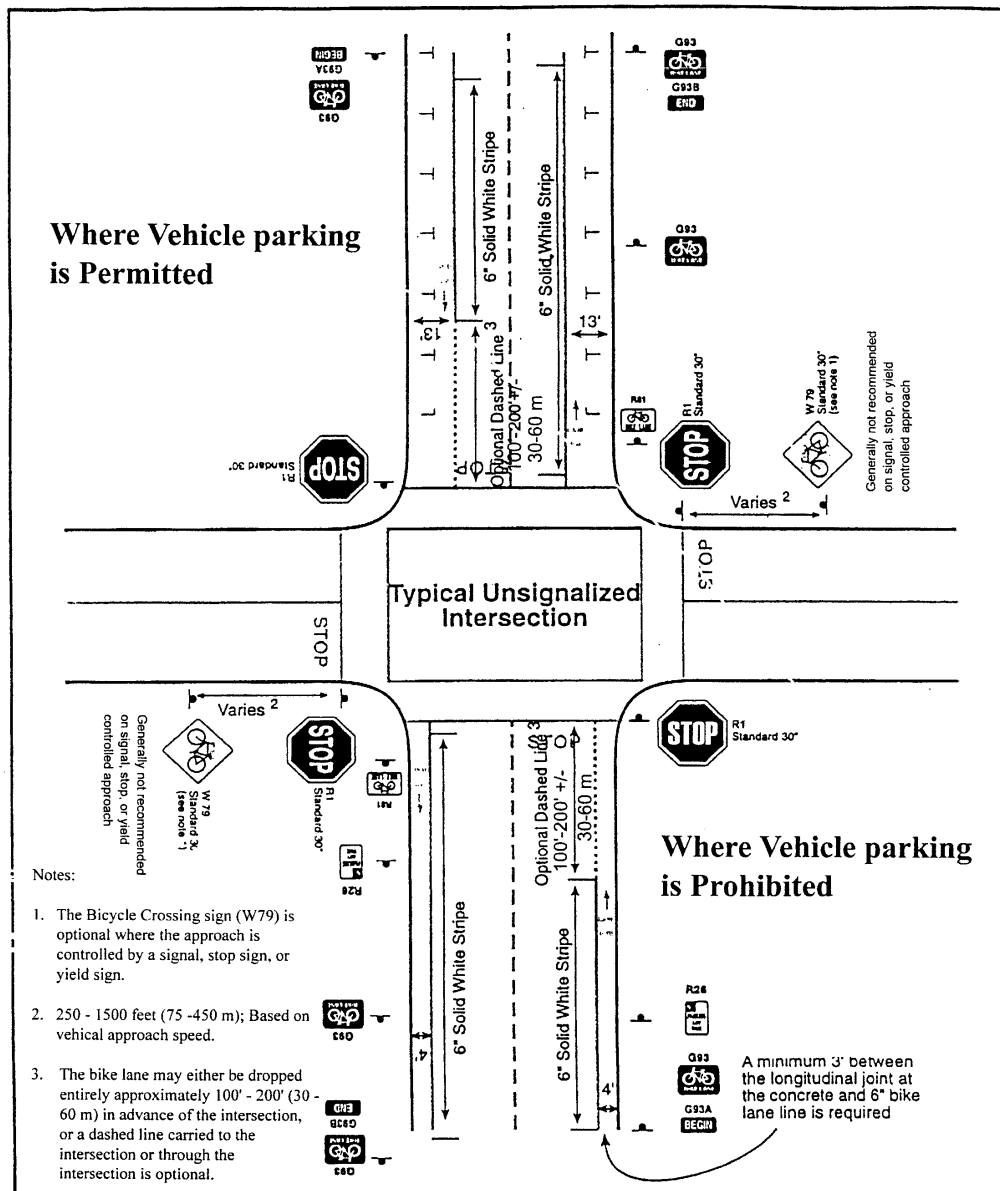 BEGIN
G93A
G93
G93
G93B
END
Where Vehicle parking
is Permitted
6" Solid White Stripe
6" Solid White Stripe
G93
13'
13'
Optional Dashed Line 3
100'-200' +/-
30-60 m
R81
STOP
R1
Standard 30"
STOP
R1
Standard 30"
W 79
Standard 30"
(see note 1)
Generally not recommended
on signal, stop, or yield
controlled approach
Varies 2
STOP
Typical Unsignalized
Intersection
STOP
Varies 2
Generally not recommended
on signal, stop, or yield
controlled approach
W 79
(see note 1)
STOP
R1
Standard 30"
R81
R26
STOP
R1
Standard 30"
Optional Dashed Line 3
100'-200' +/-
30-60 m
Where Vehicle parking
is Prohibited
6" Solid White Stripe
6" Solid White Stripe
Notes:
1. The Bicycle Crossing sign (W79) is
optional where the approach is
controlled by a signal, stop sign, or
yield sign.
2. 250 - 1500 feet (75 -450 m); Based on
vehical approach speed.
3. The bike lane may either be dropped
entirely approximately 100' - 200' (30 -
60 m) in advance of the intersection,
or a dashed line carried to the
intersection or through the
intersection is optional.
G93
4'
END
G93B
G93
R26
G93
G93A
BEGIN
4'
A minimum 3' between
the longitudinal joint at
the concrete and 6" bike
lane line is required